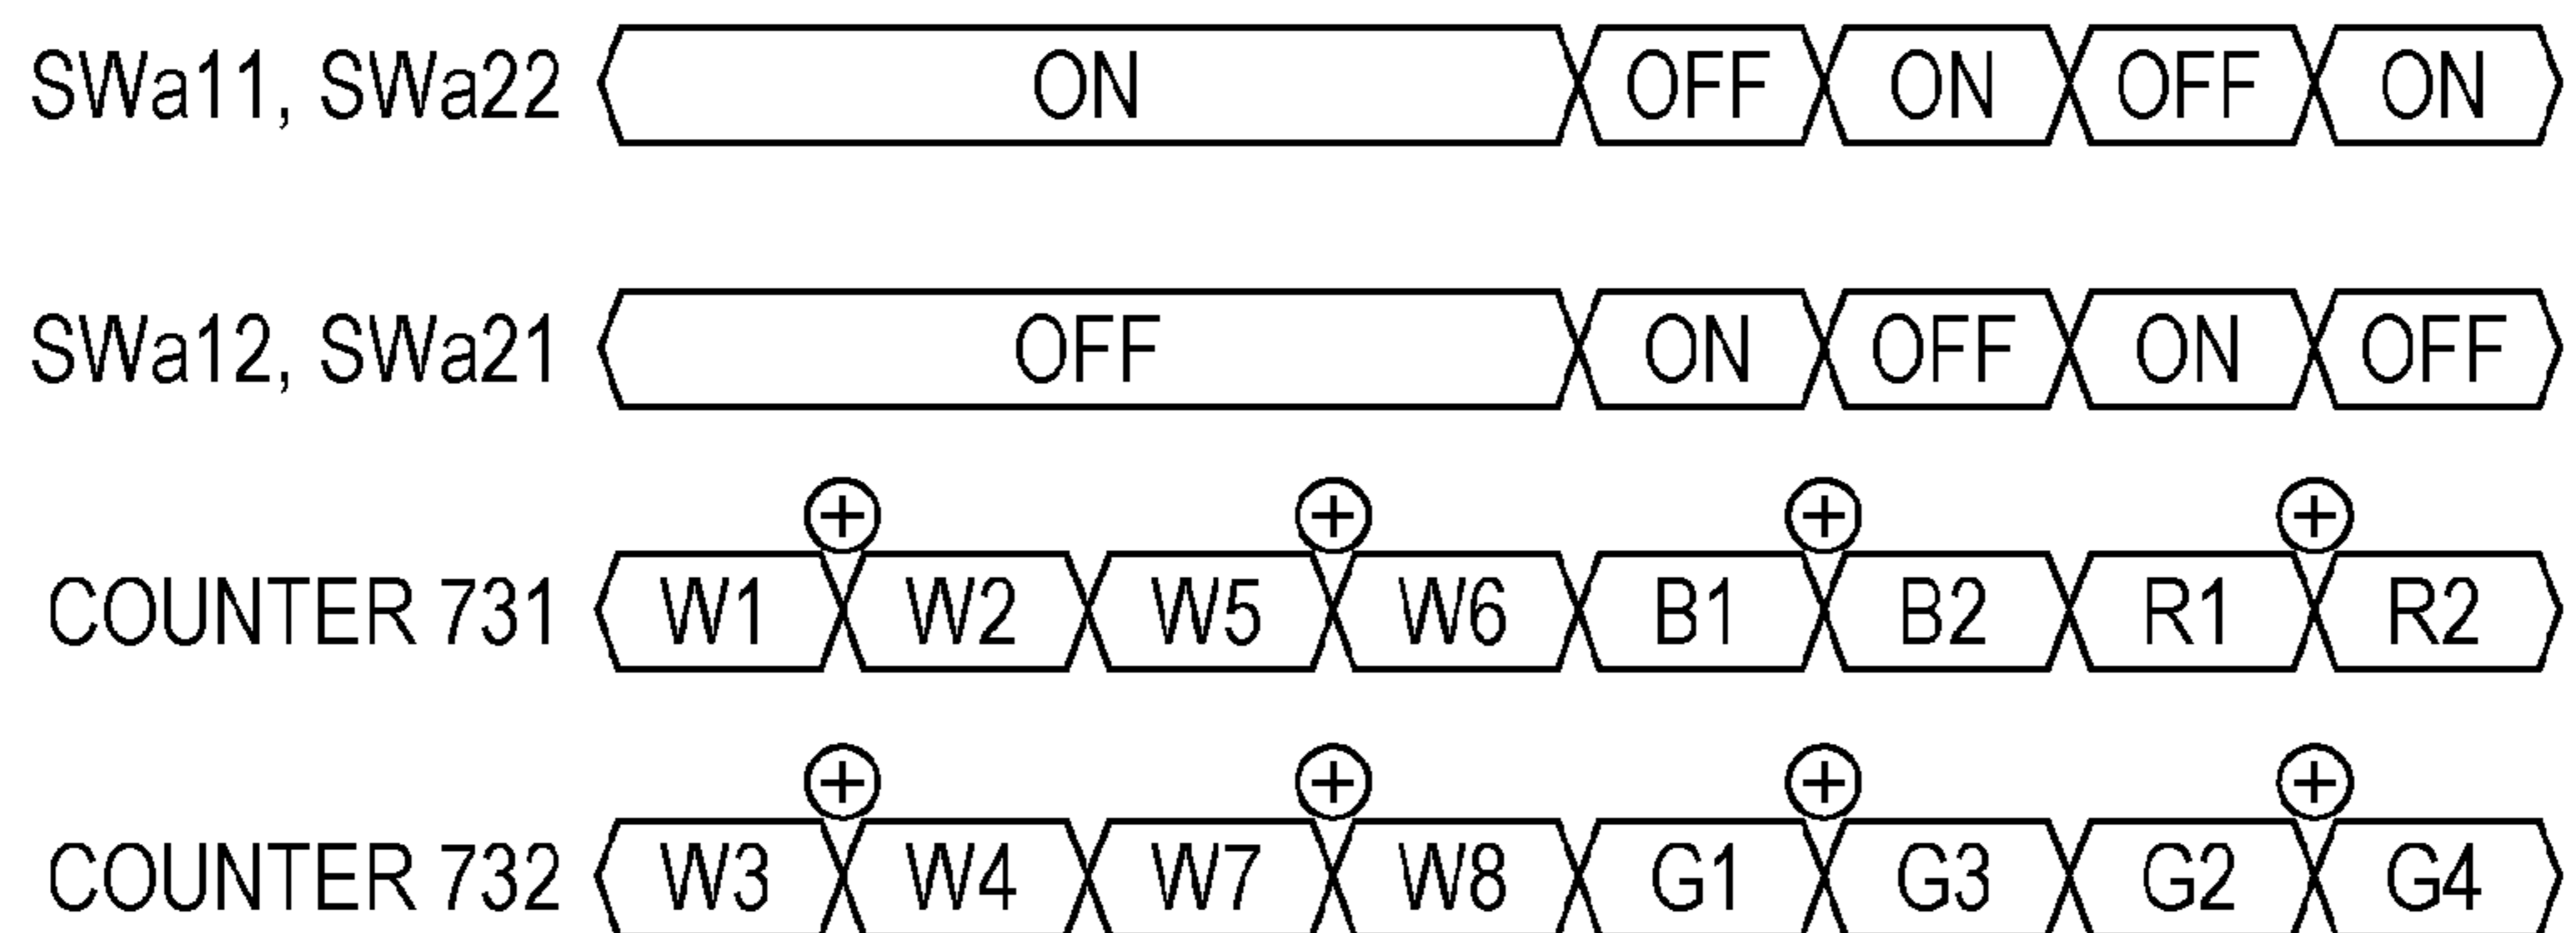 SWa11, SWa22 ON OFF ON OFF ON
SWa12, SWa21 OFF ON OFF ON OFF
+ + + +
COUNTER 731 W1 W2 W5 W6 B1 B2 R1 R2
+ + + +
COUNTER 732 W3 W4 W7 W8 G1 G3 G2 G4